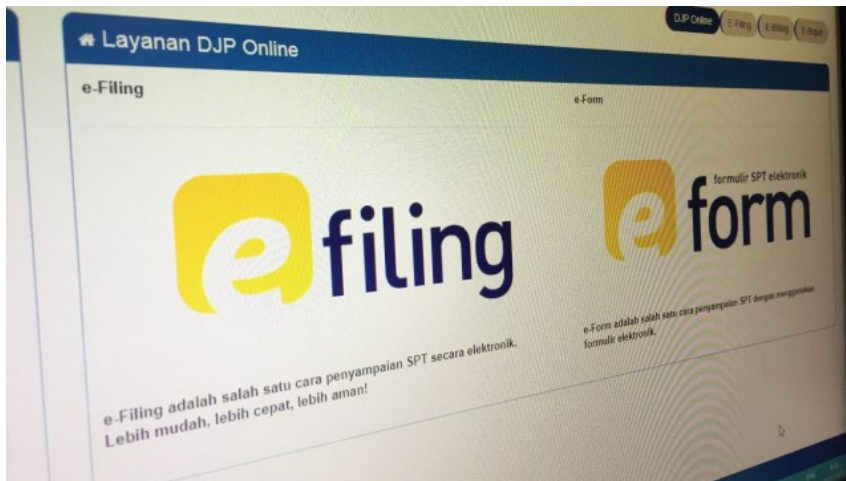 Layanan DJP Online
DJP Online
E-Filing
E-Billing
E-Bupot
e-Filing
e filing
e-Filing adalah salah satu cara penyampaian SPT secara elektronik.
Lebih mudah, lebih cepat, lebih aman!
e-Form
formulir SPT elektronik
e form
e-Form adalah salah satu cara penyampaian SPT dengan menggunakan
formulir elektronik.